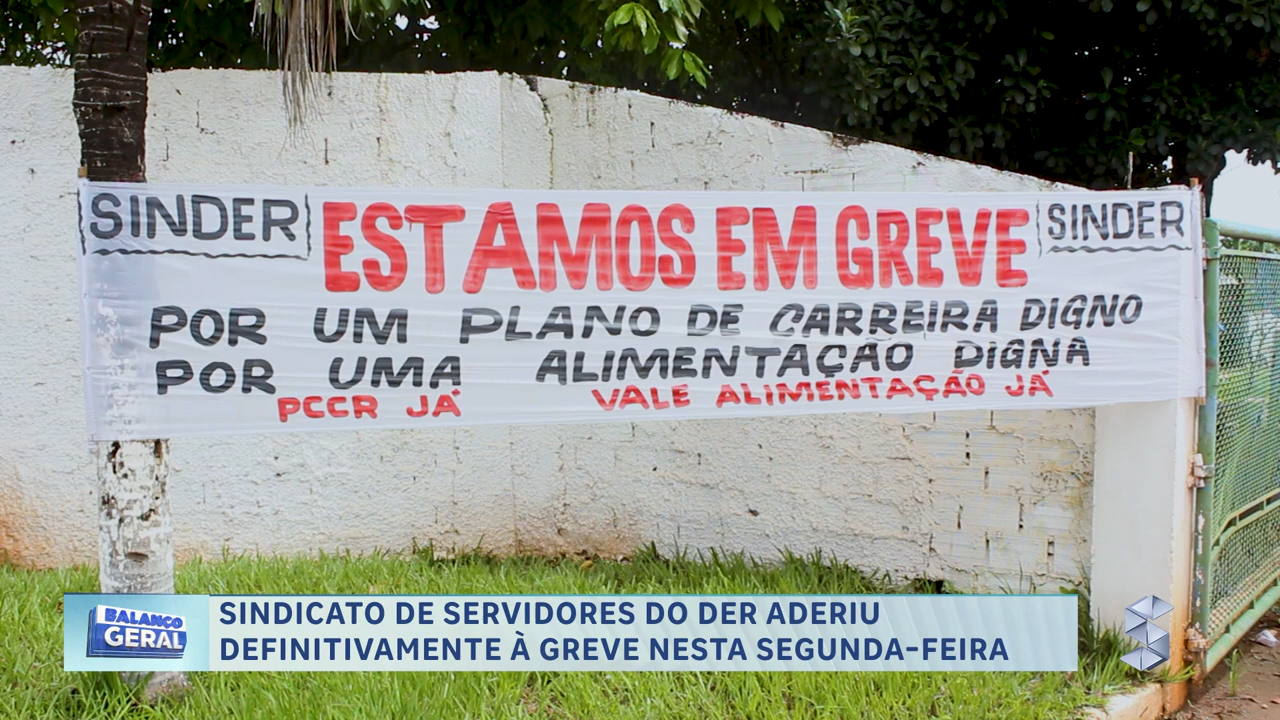 SINDER ESTAMOS EM GREVE SINDER
POR UM PLANO DE CARREIRA DIGNO
POR UMA ALIMENTAÇÃO DIGNA
PCCR JÁ VALE ALIMENTAÇÃO JÁ
BALANÇO
GERAL
SINDICATO DE SERVIDORES DO DER ADERIU
DEFINITIVAMENTE À GREVE NESTA SEGUNDA-FEIRA